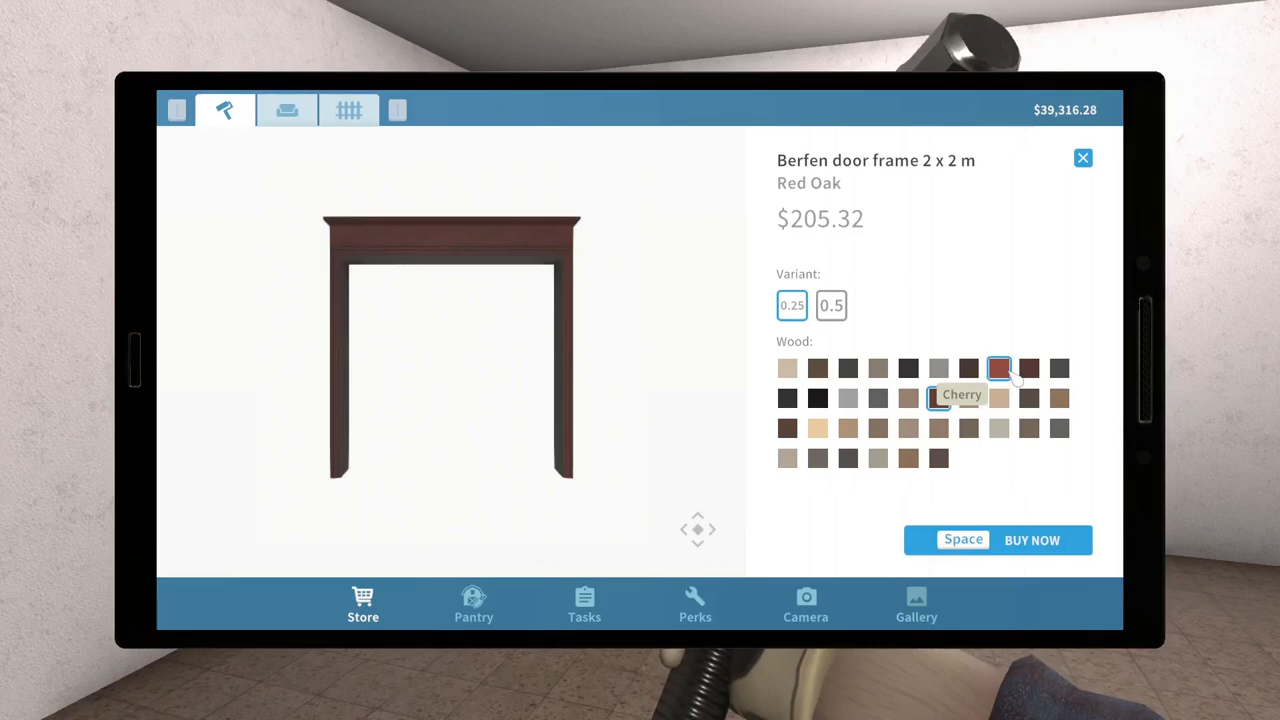 $39,316.28
Berfen door frame 2 x 2 m
Red Oak
$205.32
Variant:
0.25 0.5
Wood:
Cherry
Space BUY NOW
Store Pantry Tasks Perks Camera Gallery